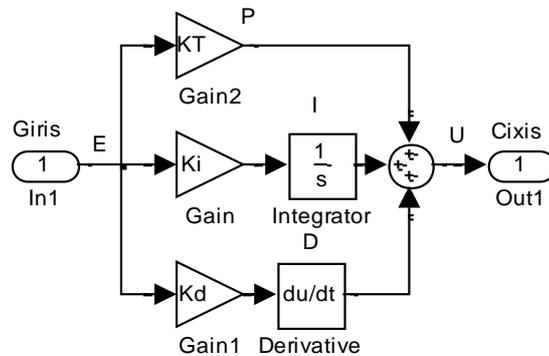 P
KT
Gain2
I
Giris
E
U
Cixis
1
Ki
1
s
+
+
+
1
In1
Gain
Integrator
Out1
D
Kd
du/dt
Gain1
Derivative